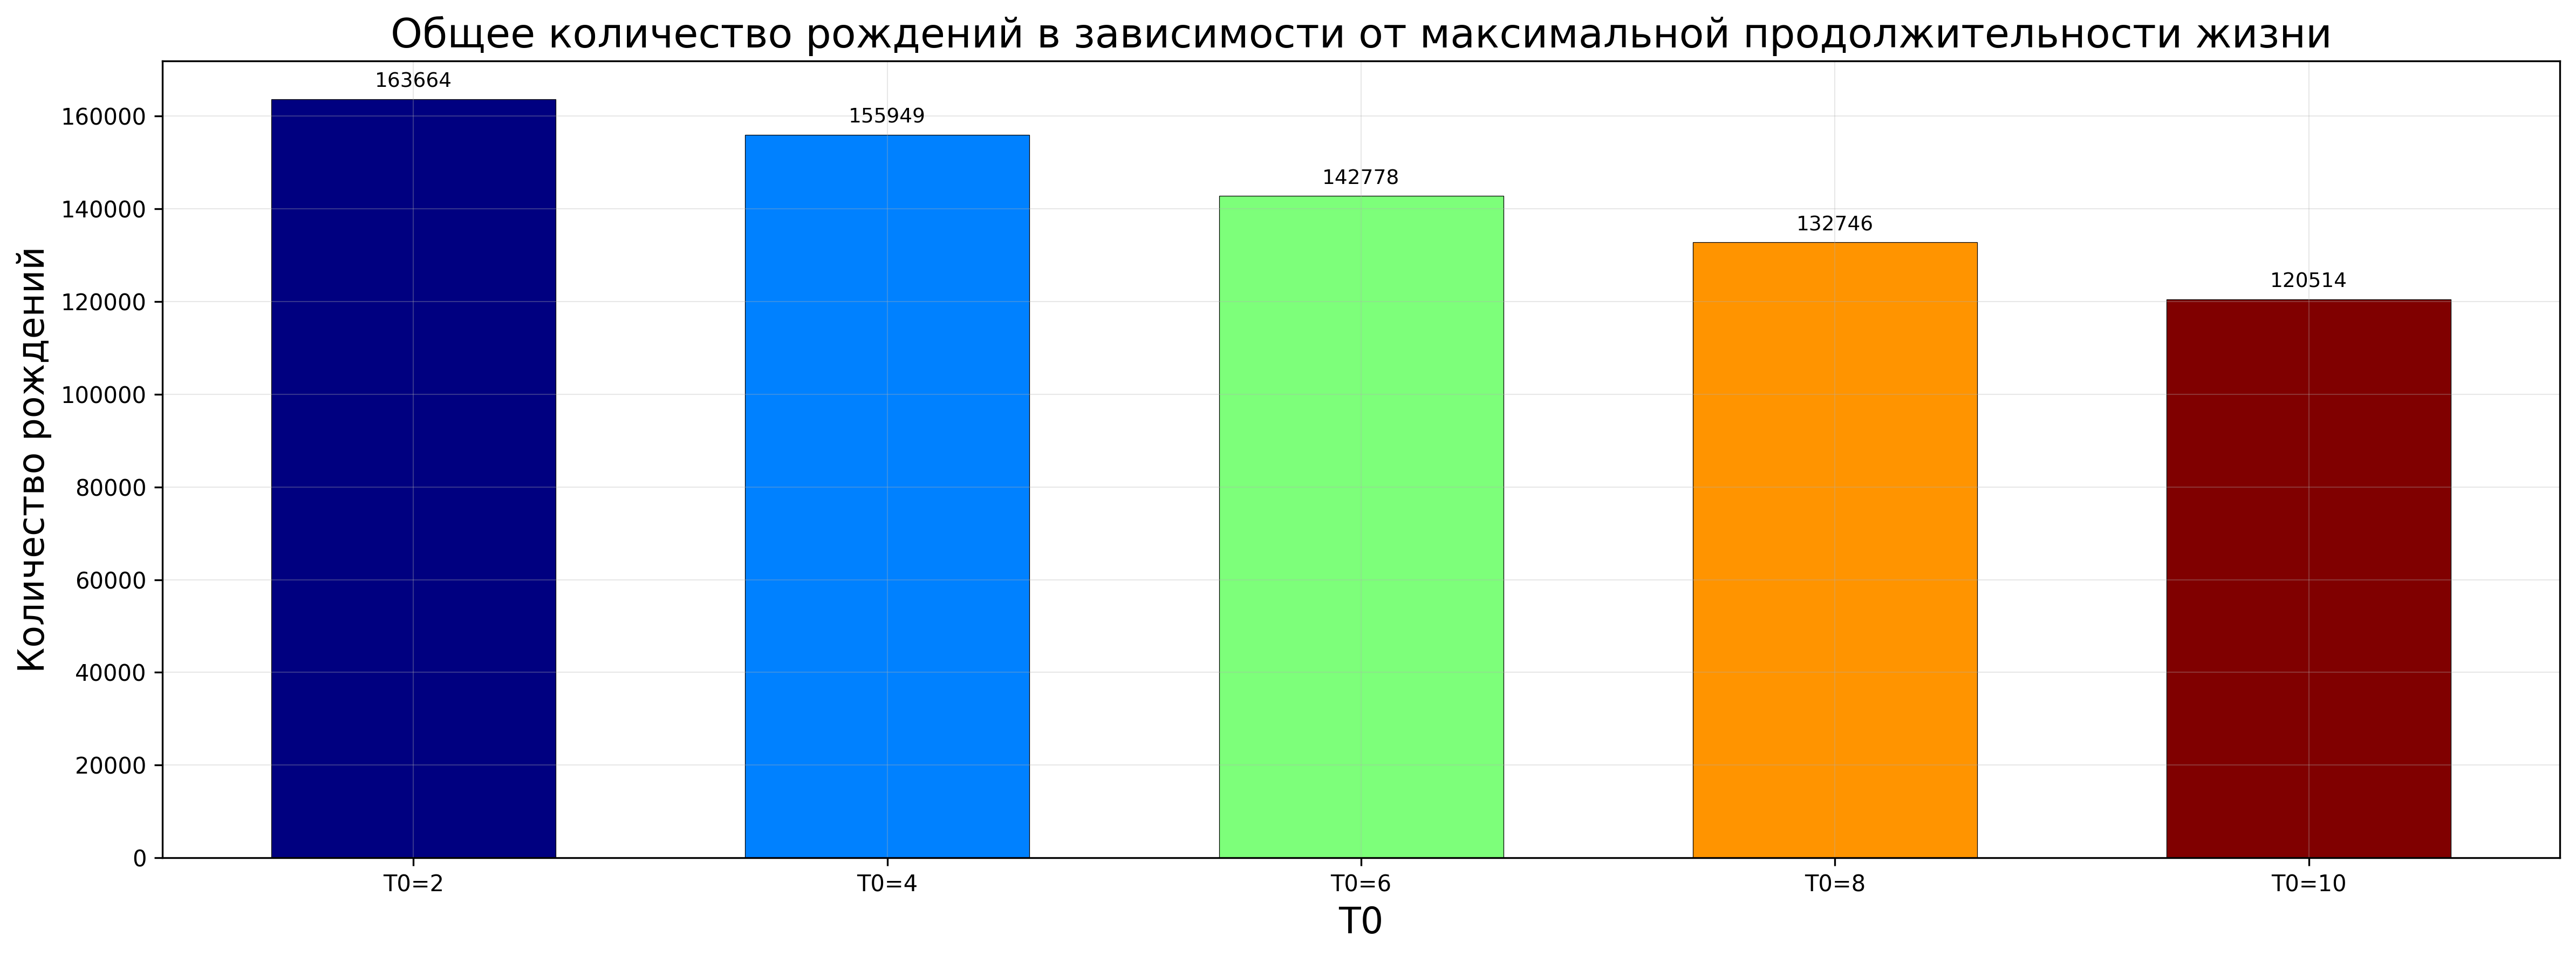 Общее количество рождений в зависимости от максимальной продолжительности жизни
Количество рождений
160000
140000
120000
100000
80000
60000
40000
20000
0
163664
155949
142778
132746
120514
T0=2
T0=4
T0=6
T0=8
T0=10
T0